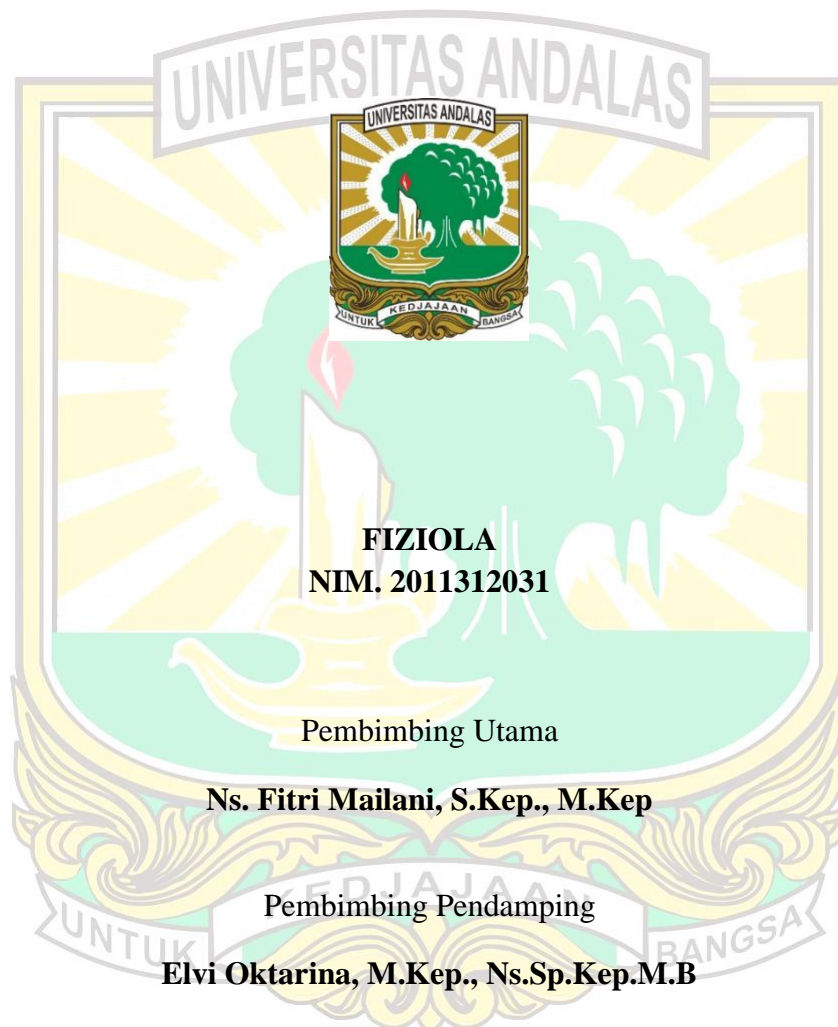 UNIVERSITAS ANDALAS
UNIVERSITAS ANDALAS
UNTUK KEDJAJAAN BANGSA
FIZIOLA
NIM. 2011312031
Pembimbing Utama
Ns. Fitri Mailani, S.Kep., M.Kep
Pembimbing Pendamping
Elvi Oktarina, M.Kep., Ns.Sp.Kep.M.B
UNTUK KEDJAJAAN BANGSA